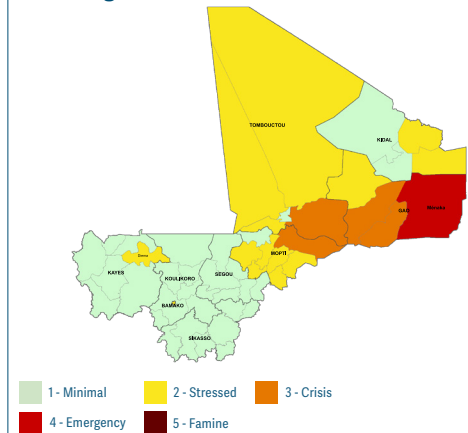 TOMBOUCTOU
KIDAL
GAO
Menaka
MOPTI
KAYES
KOULIKORO
SEGOU
BAMAKO
SIKASSO
1 - Minimal
2 - Stressed
3 - Crisis
4 - Emergency
5 - Famine